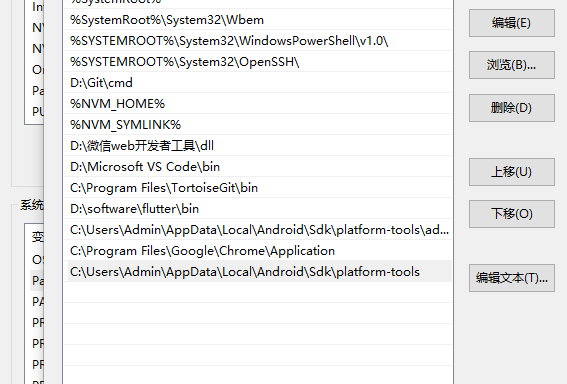 %SystemRoot%
%SystemRoot%\System32\Wbem
%SYSTEMROOT%\System32\WindowsPowerShell\v1.0\
%SYSTEMROOT%\System32\OpenSSH\
D:\Git\cmd
%NVM_HOME%
%NVM_SYMLINK%
D:\微信web开发者工具\dll
D:\Microsoft VS Code\bin
C:\Program Files\TortoiseGit\bin
D:\software\flutter\bin
C:\Users\Admin\AppData\Local\Android\Sdk\platform-tools\ad...
C:\Program Files\Google\Chrome\Application
C:\Users\Admin\AppData\Local\Android\Sdk\platform-tools
编辑(E)
浏览(B)...
删除(D)
上移(U)
下移(O)
编辑文本(T)...
NV
NV
On
Pa
PU
系统
变
OS
Pa
PA
PR
PR
PR
PR